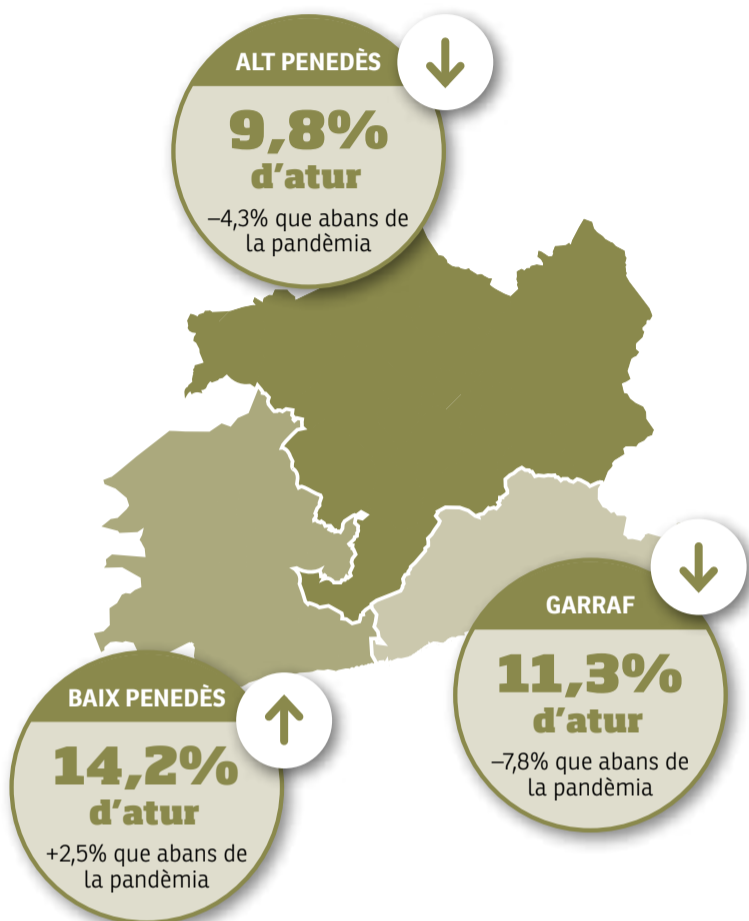 ALT PENEDÈS
9,8%
d'atur
–4,3% que abans de
la pandèmia
GARRAF
11,3%
d'atur
–7,8% que abans de
la pandèmia
BAIX PENEDÈS
14,2%
d'atur
+2,5% que abans de
la pandèmia